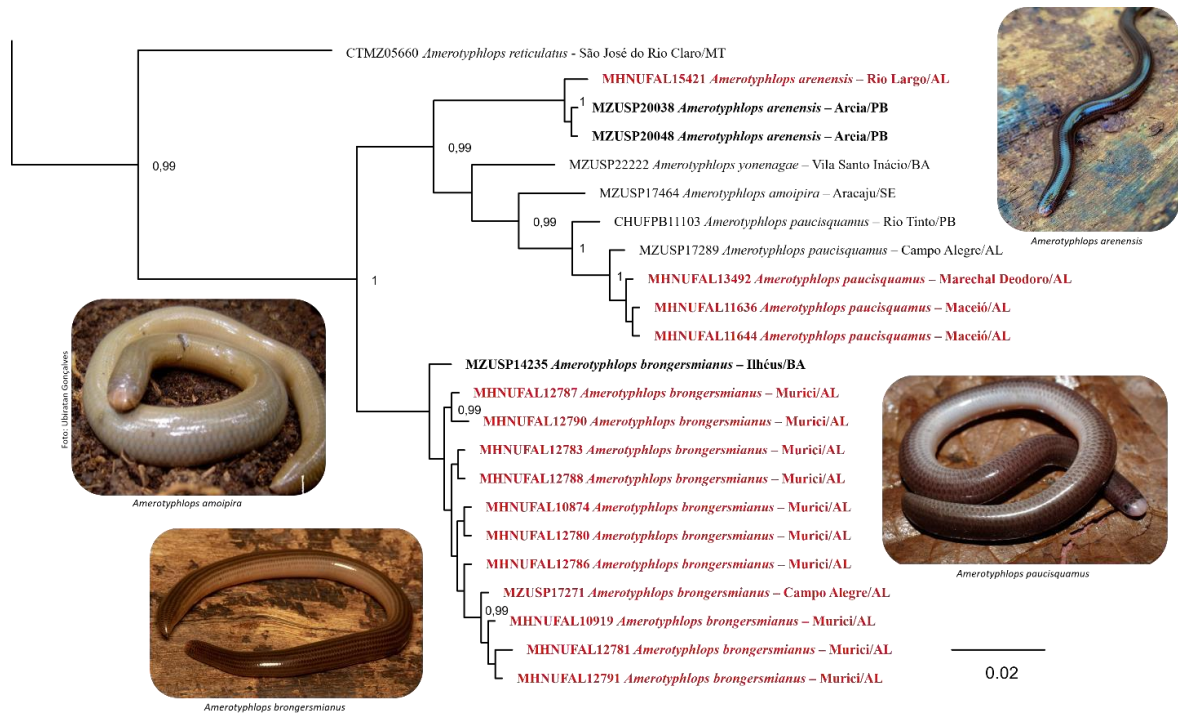 CTMZ05660 Amerotyphlops reticulatus - São José do Rio Claro/MT
MHNUFAL15421 Amerotyphlops arenensis – Rio Largo/AL
1
MZUSP20038 Amerotyphlops arenensis – Arcia/PB
MZUSP20048 Amerotyphlops arenensis – Arcia/PB
0,99
0,99
MZUSP22222 Amerotyphlops yonenagae – Vila Santo Inácio/BA
MZUSP17464 Amerotyphlops amoipira – Aracaju/SE
0,99
CHUFPB11103 Amerotyphlops paucisquamus – Rio Tinto/PB
Amerotyphlops arenensis
1
MZUSP17289 Amerotyphlops paucisquamus – Campo Alegre/AL
1
MHNUFAL13492 Amerotyphlops paucisquamus – Marechal Deodoro/AL
1
MHNUFAL11636 Amerotyphlops paucisquamus – Maceió/AL
MHNUFAL11644 Amerotyphlops paucisquamus – Maceió/AL
MZUSP14235 Amerotyphlops brongersmianus – Ilhéus/BA
Foto: Ubiratan Gonçalves
MHNUFAL12787 Amerotyphlops brongersmianus – Murici/AL
0,99
MHNUFAL12790 Amerotyphlops brongersmianus – Murici/AL
MHNUFAL12783 Amerotyphlops brongersmianus – Murici/AL
MHNUFAL12788 Amerotyphlops brongersmianus – Murici/AL
Amerotyphlops amoipira
MHNUFAL10874 Amerotyphlops brongersmianus – Murici/AL
MHNUFAL12780 Amerotyphlops brongersmianus – Murici/AL
MHNUFAL12786 Amerotyphlops brongersmianus – Murici/AL
Amerotyphlops paucisquamus
MZUSP17271 Amerotyphlops brongersmianus – Campo Alegre/AL
0,99
MHNUFAL10919 Amerotyphlops brongersmianus – Murici/AL
MHNUFAL12781 Amerotyphlops brongersmianus – Murici/AL
0.02
MHNUFAL12791 Amerotyphlops brongersmianus – Murici/AL
Amerotyphlops brongersmianus